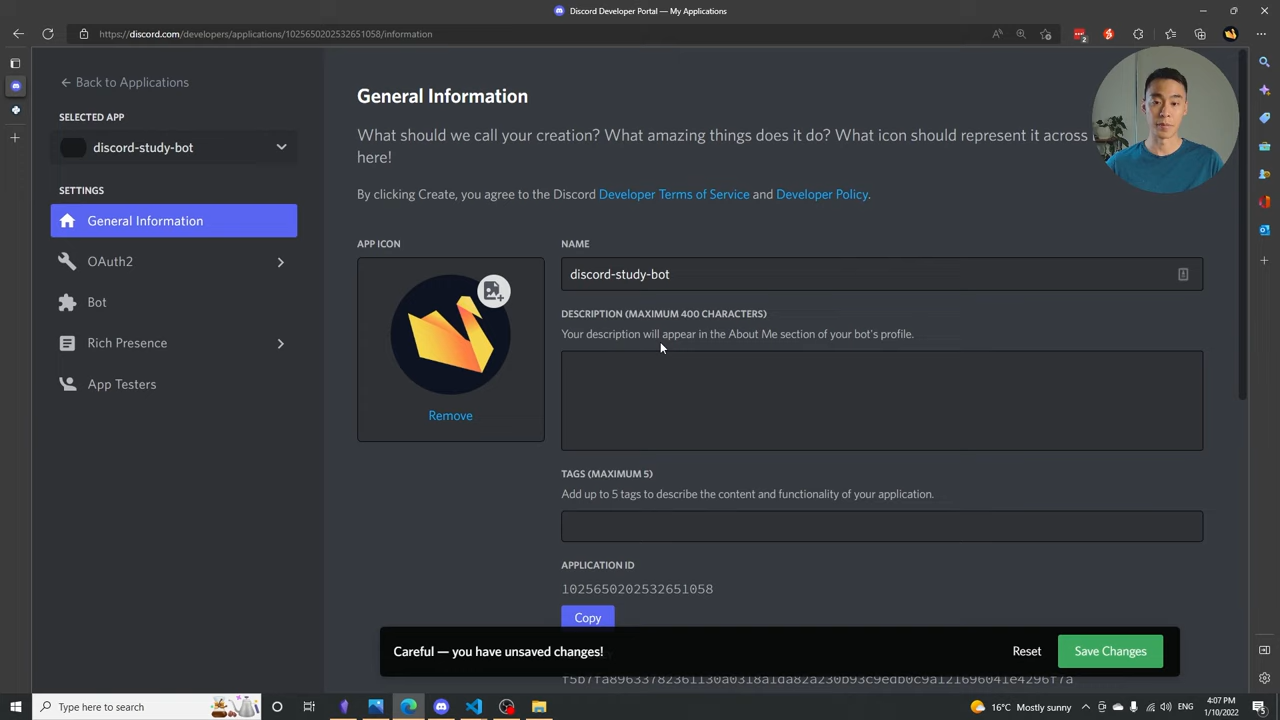 Discord Developer Portal — My Applications
https://discord.com/developers/applications/1025650202532651058/information
2
Back to Applications
SELECTED APP
discord-study-bot
SETTINGS
General Information
OAuth2
Bot
Rich Presence
App Testers
General Information
What should we call your creation? What amazing things does it do? What icon should represent it across
here!
By clicking Create, you agree to the Discord Developer Terms of Service and Developer Policy.
APP ICON
Remove
NAME
discord-study-bot
DESCRIPTION (MAXIMUM 400 CHARACTERS)
Your description will appear in the About Me section of your bot's profile.
TAGS (MAXIMUM 5)
Add up to 5 tags to describe the content and functionality of your application.
APPLICATION ID
1025650202532651058
Copy
Careful — you have unsaved changes!
Reset
Save Changes
Type here to search
16°C Mostly sunny
ENG
4:07 PM
1/10/2022